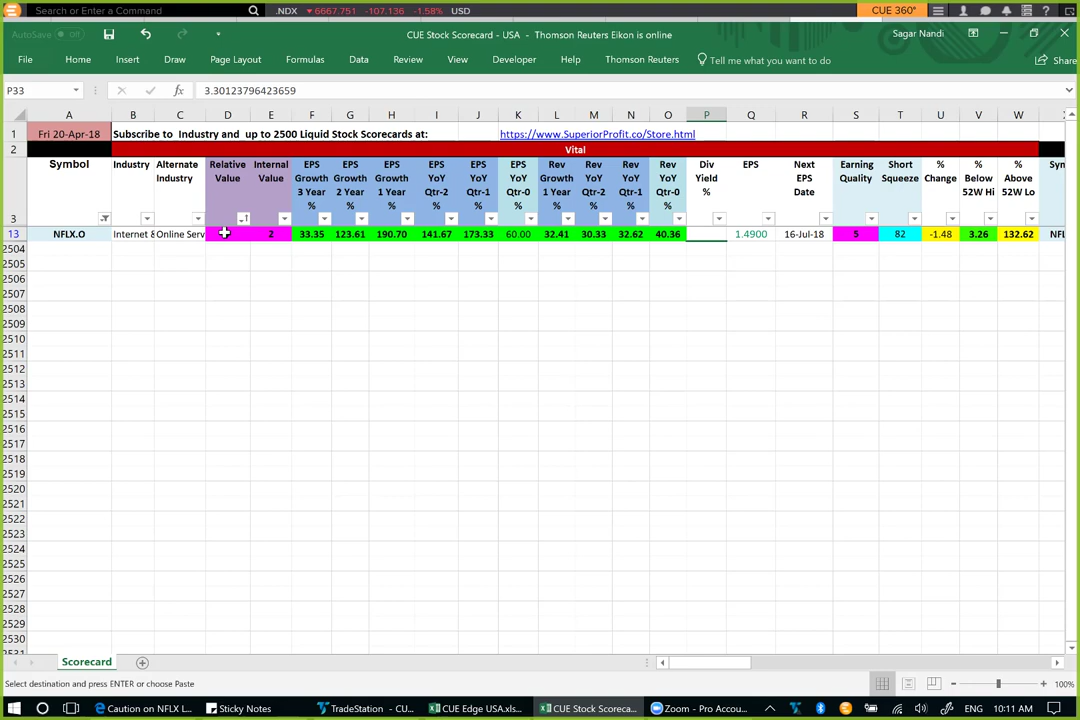 Search or Enter a Command .NDX 6667.751 -107.136 -1.58% USD CUE 360°
AutoSave Off CUE Stock Scorecard - USA - Thomson Reuters Eikon is online Sagar Nandi
File Home Insert Draw Page Layout Formulas Data Review View Developer Help Thomson Reuters Tell me what you want to do Share
P33 fx 3.30123796423659
A B C D E F G H I J K L M N O P Q R S T U V W
1 Fri 20-Apr-18 Subscribe to Industry and up to 2500 Liquid Stock Scorecards at: https://www.SuperiorProfit.co/Store.html
2 Vital
Symbol Industry Alternate Relative Internal EPS EPS EPS EPS EPS EPS Rev Rev Rev Rev Div EPS Next Earning Short % % % Syn
Industry Value Value Growth Growth Growth YoY YoY YoY Growth YoY YoY YoY Yield EPS Quality Squeeze Change Below Above
3 Year 2 Year 1 Year Qtr-2 Qtr-1 Qtr-0 1 Year Qtr-2 Qtr-1 Qtr-0 % Date 52W Hi 52W Lo
% % % % % % % % % %
3
13 NFLX.O Internet & Online Serv 2 33.35 123.61 190.70 141.67 173.33 60.00 32.41 30.33 32.62 40.36 1.4900 16-Jul-18 5 82 -1.48 3.26 132.62 NFL
2504
2505
2506
2507
2508
2509
2510
2511
2512
2513
2514
2515
2516
2517
2518
2519
2520
2521
2522
2523
2524
2525
2526
2527
2528
2529
2530
2531
Scorecard
Select destination and press ENTER or choose Paste 100%
Caution on NFLX L... Sticky Notes TradeStation - CU... CUE Edge USA.xls... CUE Stock Scoreca... Zoom - Pro Accou... ENG 10:11 AM